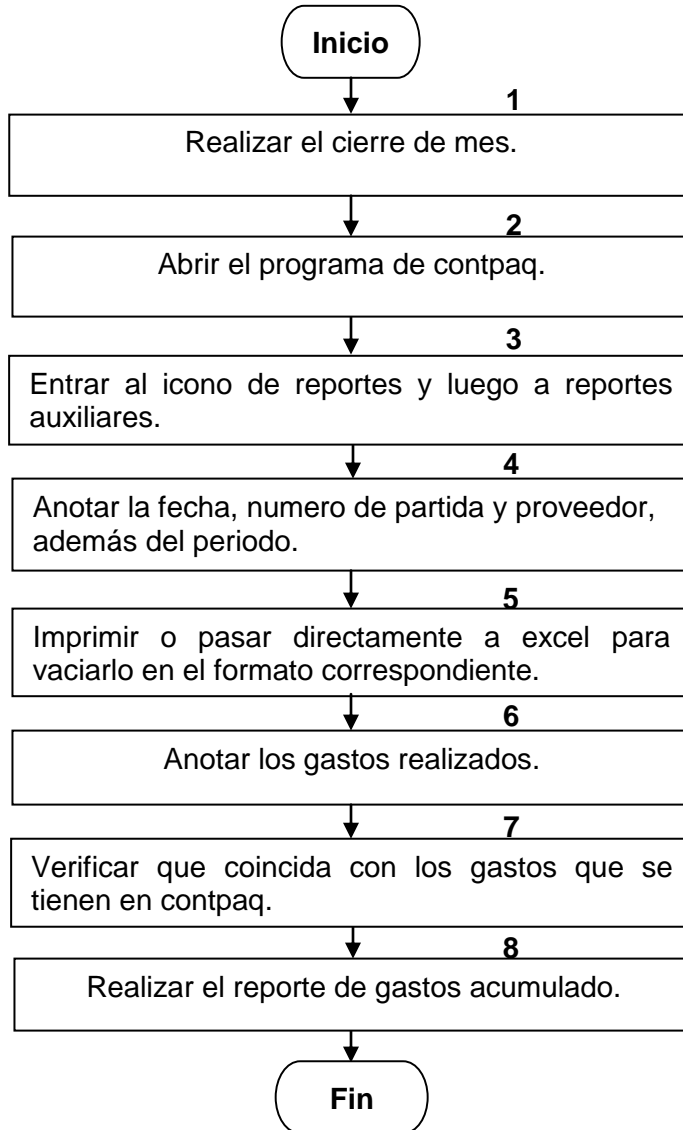 Inicio
1
Realizar el cierre de mes.
2
Abrir el programa de contpaq.
3
Entrar al icono de reportes y luego a reportes
auxiliares.
4
Anotar la fecha, numero de partida y proveedor,
además del periodo.
5
Imprimir o pasar directamente a excel para
vaciarlo en el formato correspondiente.
6
Anotar los gastos realizados.
7
Verificar que coincida con los gastos que se
tienen en contpaq.
8
Realizar el reporte de gastos acumulado.
Fin